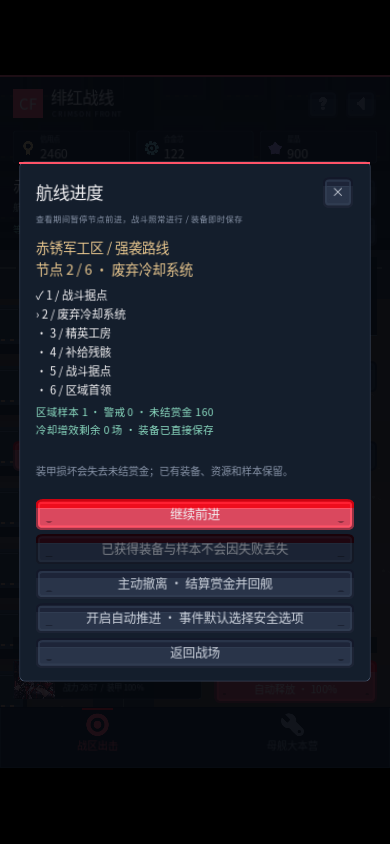 CF
绯红战线
?
2460
122
900
航线进度
×
查看期间暂停节点前进，战斗照常进行 / 装备即时保存
赤锈军工区 / 强袭路线
节点 2 / 6 · 废弃冷却系统
✓ 1 / 战斗据点
› 2 / 废弃冷却系统
· 3 / 精英工房
· 4 / 补给残骸
· 5 / 战斗据点
· 6 / 区域首领
区域样本 1 · 警戒 0 · 未结赏金 160
冷却增效剩余 0 场 · 装备已直接保存
装甲损坏会失去未结赏金；已有装备、资源和样本保留。
继续前进
已获得装备与样本不会因失败丢失
主动撤离 · 结算赏金并回舰
开启自动推进 · 事件默认选择安全选项
返回战场